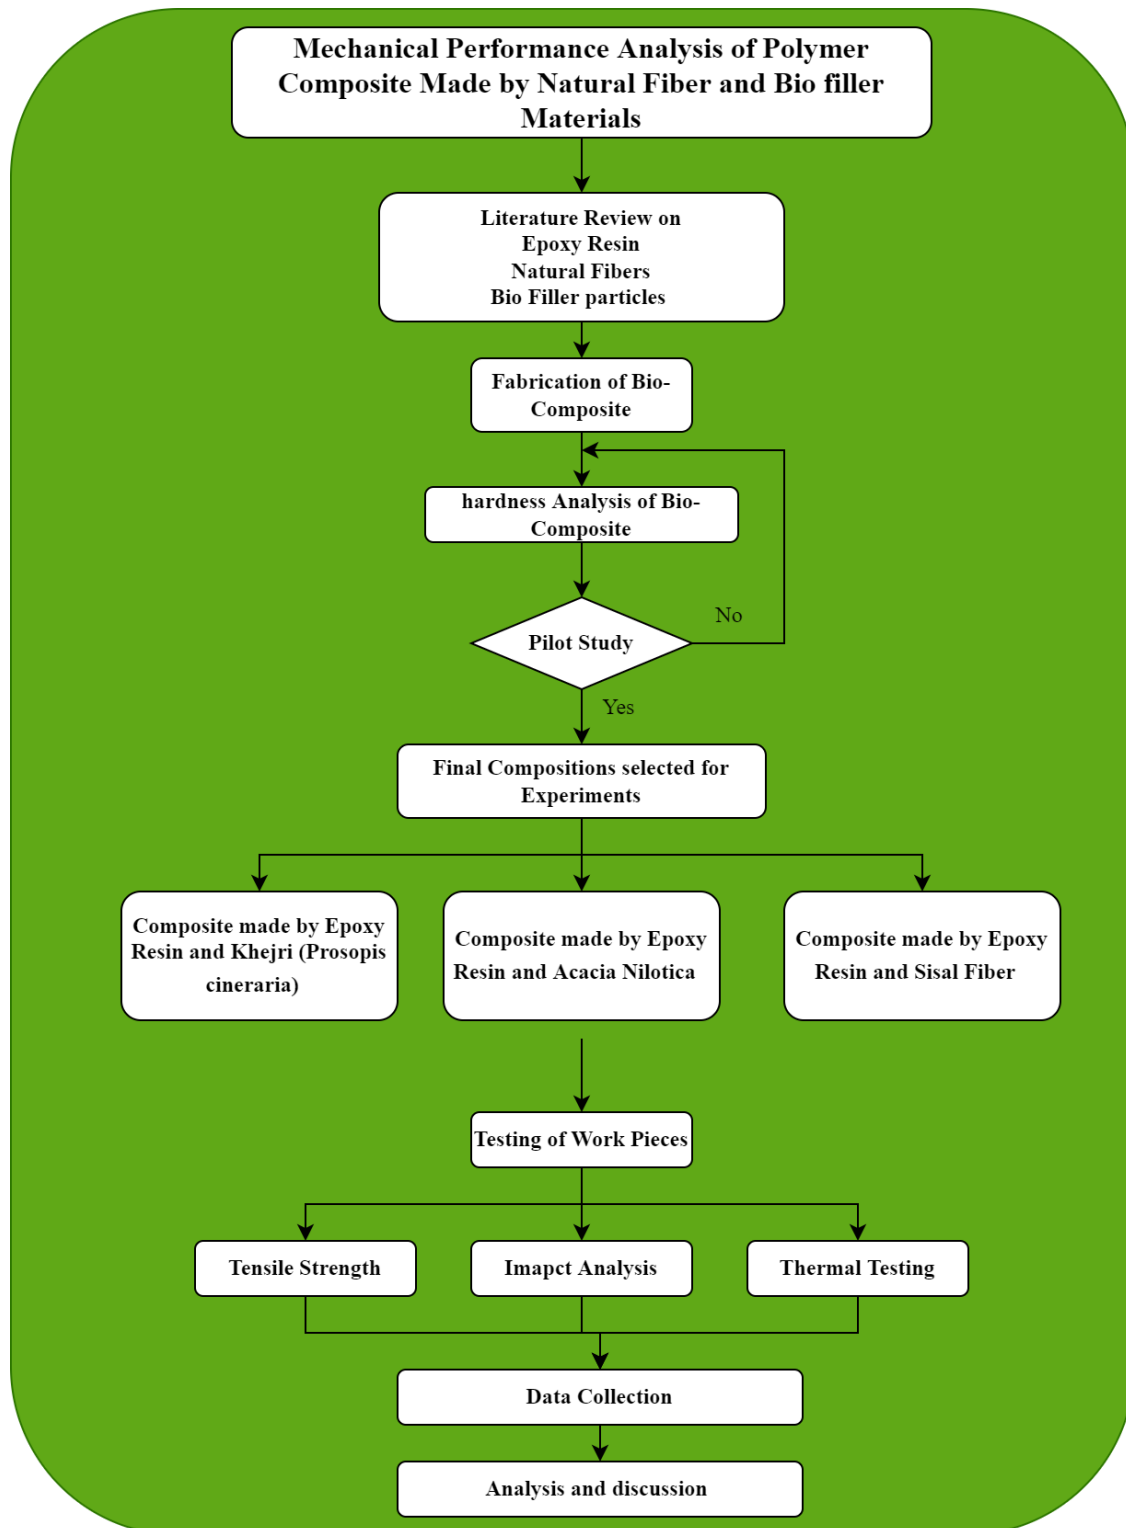 Mechanical Performance Analysis of Polymer
Composite Made by Natural Fiber and Bio filler
Materials
Literature Review on
Epoxy Resin
Natural Fibers
Bio Filler particles
Fabrication of Bio-
Composite
hardness Analysis of Bio-
Composite
Pilot Study
No
Yes
Final Compositions selected for
Experiments
Composite made by Epoxy
Resin and Khejri (Prosopis
cineraria)
Composite made by Epoxy
Resin and Acacia Nilotica
Composite made by Epoxy
Resin and Sisal Fiber
Testing of Work Pieces
Tensile Strength
Imapct Analysis
Thermal Testing
Data Collection
Analysis and discussion